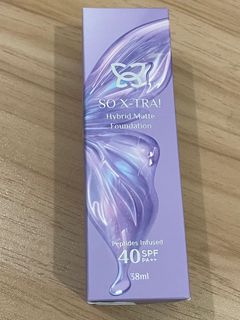 SO X-TRA!
Hybrid Matte
Foundation
Peptides Infused
40 SPF
PA++
38ml